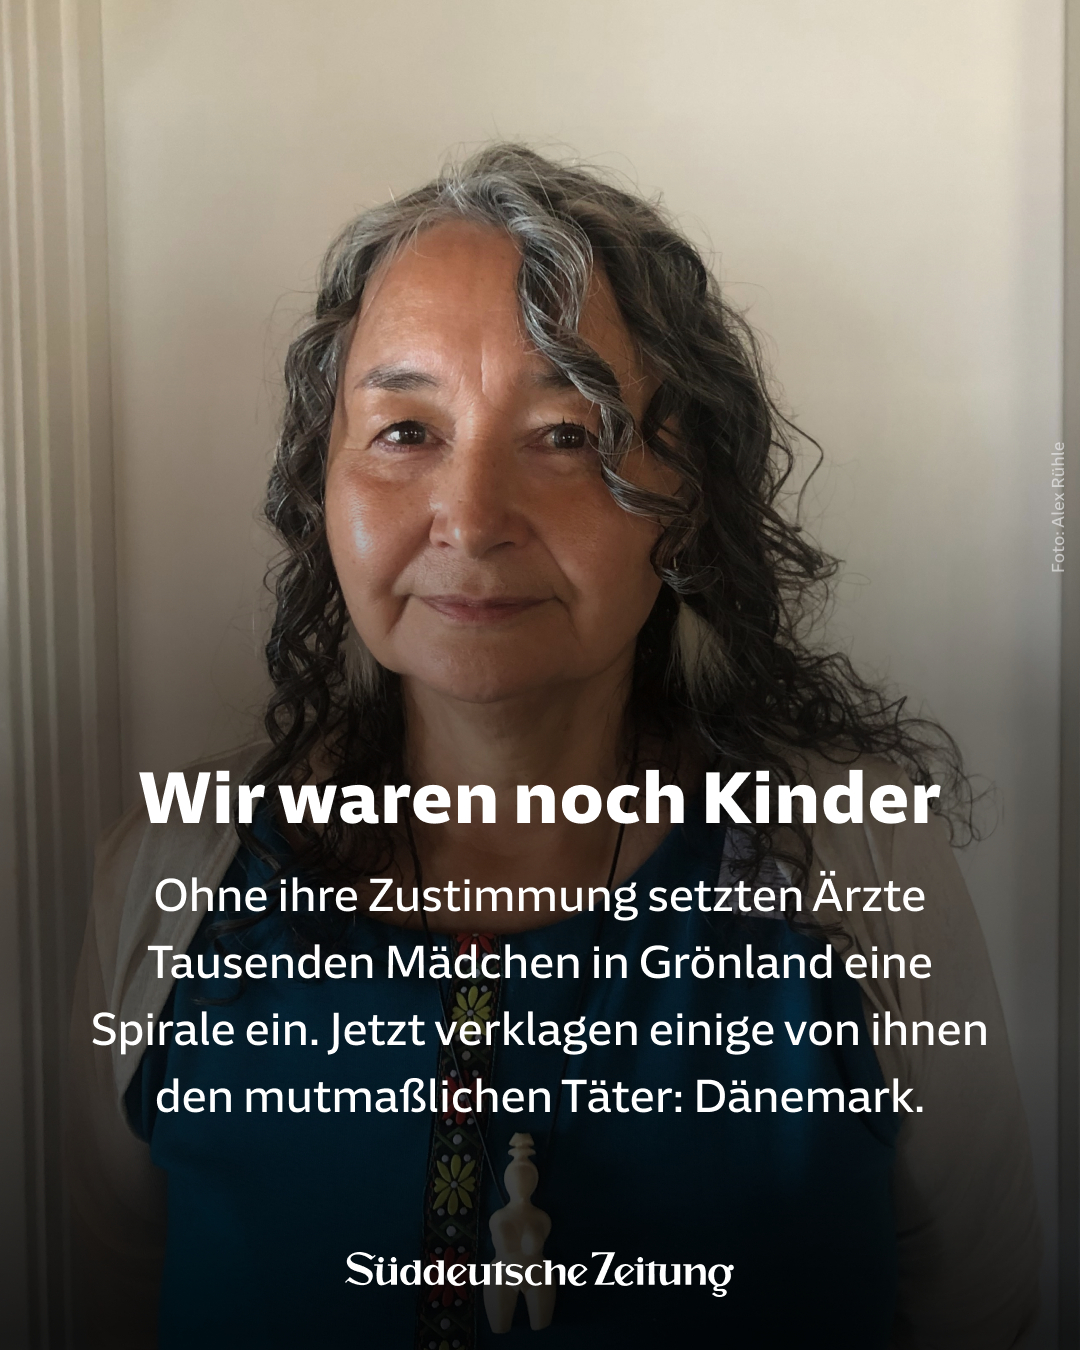 Foto: Alex Rühle
Wir waren noch Kinder
Ohne ihre Zustimmung setzten Ärzte
Tausenden Mädchen in Grönland eine
Spirale ein. Jetzt verklagen einige von ihnen
den mutmaßlichen Täter: Dänemark.
Süddeutsche Zeitung